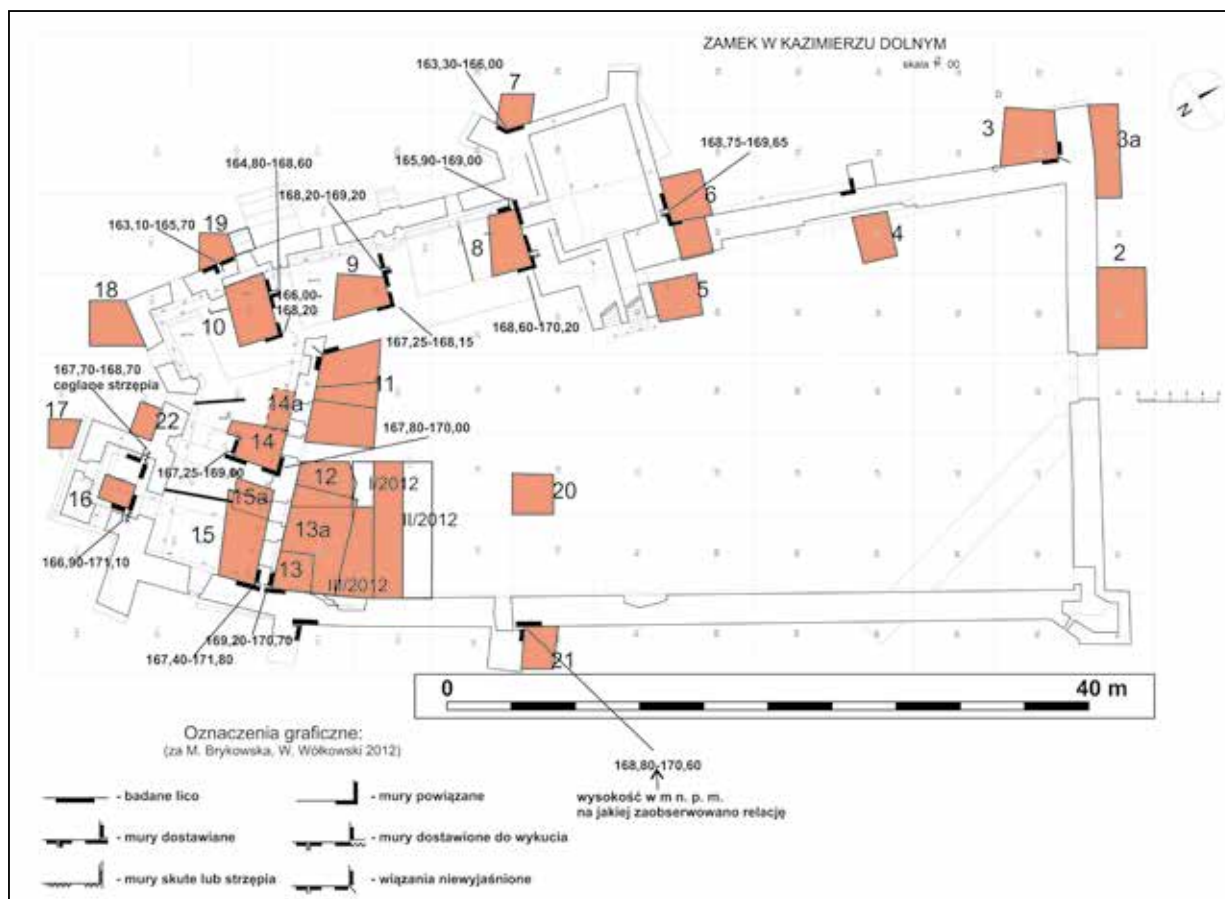 ZAMEK W KAZIMIERZU DOLNYM
skala
N
163,30-166,00
7
3
3a
168,75-169,65
164,80-168,60
165,90-169,00
168,20-169,20
6
163,10-165,70
19
8
4
9
2
18
5
166,00-
168,20
10
168,60-170,20
167,25-168,15
167,70-168,70
ceglane strzępia
11
14a
17
22
14
167,80-170,00
167,25-169,00
12
I/2012
16
15a
20
II/2012
15
13a
166,90-171,10
13
III/2012
169,20-170,70
167,40-171,80
21
0
40 m
Oznaczenia graficzne:
(za M. Brykowska, W. Wółkowski 2012)
168,80-170,60
- badane lico
- mury powiązane
wysokość w m n. p. m.
na jakiej zaobserwowano relację
- mury dostawiane
- mury dostawione do wykucia
- mury skute lub strzępia
- wiązania niewyjaśnione